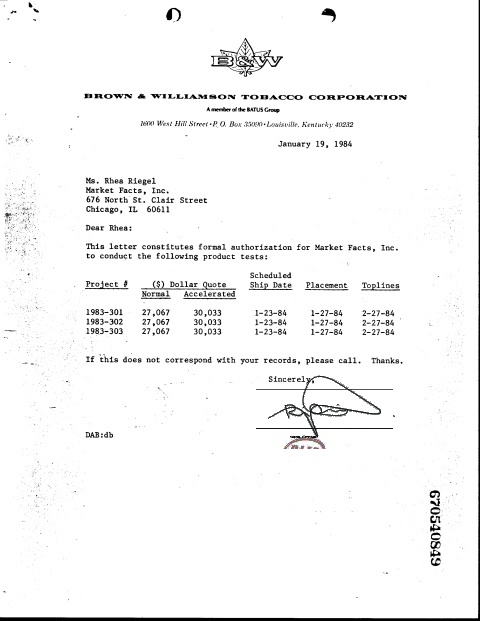 B&W
BROWN & WILLIAMSON TOBACCO CORPORATION
A member of the BATUS Group
1600 West Hill Street • P. O. Box 35090 • Louisville, Kentucky 40232
January 19, 1984
Ms. Rhea Riegel
Market Facts, Inc.
676 North St. Clair Street
Chicago, IL 60611
Dear Rhea:
This letter constitutes formal authorization for Market Facts, Inc.
to conduct the following product tests:
Scheduled
Project # ($) Dollar Quote Ship Date Placement Toplines
Normal Accelerated
1983-301 27,067 30,033 1-23-84 1-27-84 2-27-84
1983-302 27,067 30,033 1-23-84 1-27-84 2-27-84
1983-303 27,067 30,033 1-23-84 1-27-84 2-27-84
If this does not correspond with your records, please call. Thanks.
Sincerely,
DAB:db
670540849